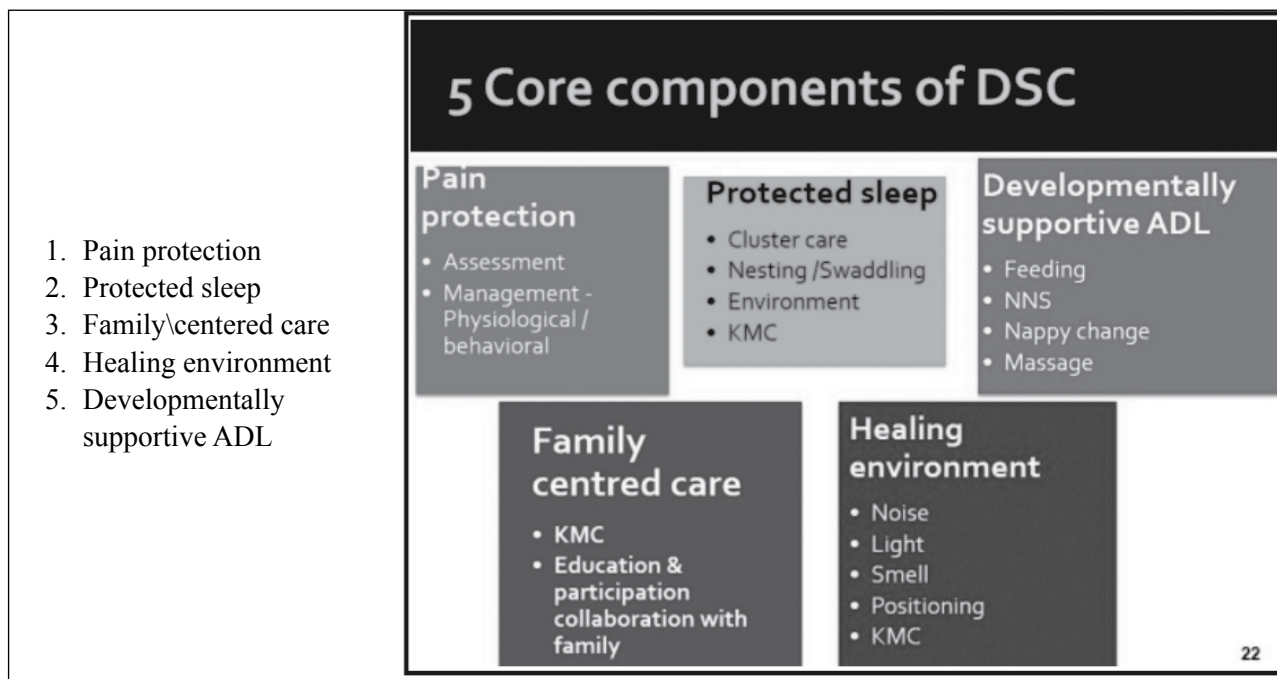 1. Pain protection
2. Protected sleep
3. Family\centered care
4. Healing environment
5. Developmentally
supportive ADL
5 Core components of DSC
Pain
protection
• Assessment
• Management -
Physiological /
behavioral
Protected sleep
• Cluster care
• Nesting /Swaddling
• Environment
• KMC
Developmentally
supportive ADL
• Feeding
• NNS
• Nappy change
• Massage
Family
centred care
• KMC
• Education &
participation
collaboration with
family
Healing
environment
• Noise
• Light
• Smell
• Positioning
• KMC
22